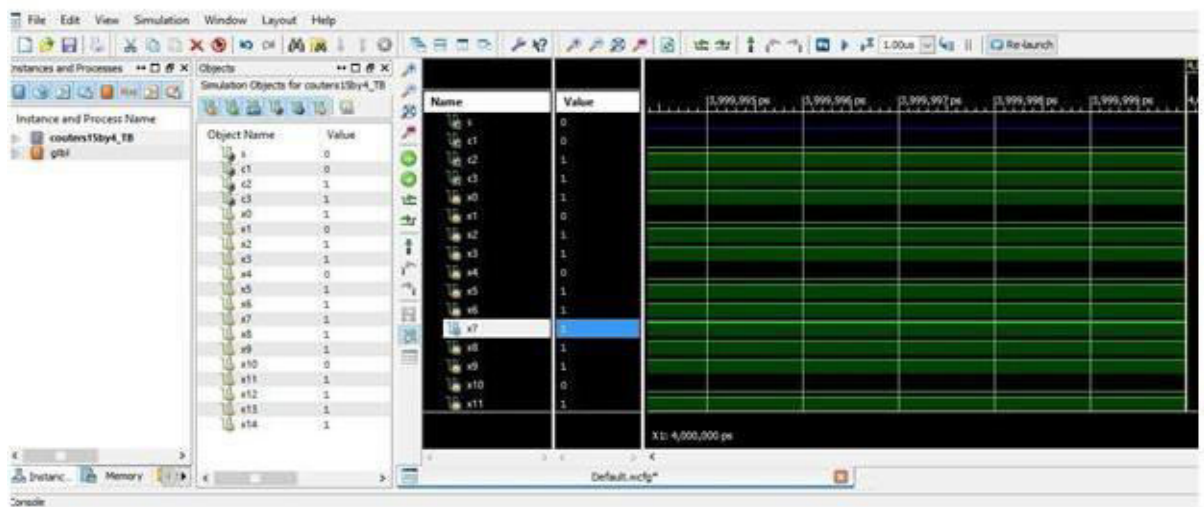 File Edit View Simulation Window Layout Help
1.00us Re-launch
nstances and Processes
Instance and Process Name
couters15by4_TB
glbl
Objects
Simulation Objects for couters15by4_TB
Object Name Value
s 0
c1 0
c2 1
c3 1
x0 1
x1 0
x2 1
x3 1
x4 0
x5 1
x6 1
x7 1
x8 1
x9 1
x10 0
x11 1
x12 1
x13 1
x14 1
Name Value
s 0
c1 0
c2 1
c3 1
x0 1
x1 0
x2 1
x3 1
x4 0
x5 1
x6 1
x7 1
x8 1
x9 1
x10 0
x11 1
3,999,995 ps 3,999,996 ps 3,999,997 ps 3,999,998 ps 3,999,999 ps
X1: 4,000,000 ps
Instanc... Memory
Default.wcfg*
Console